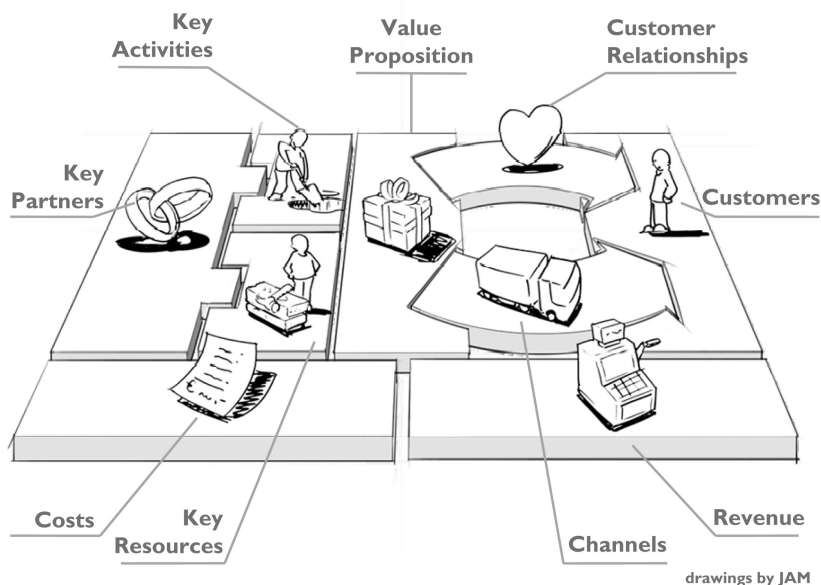 Key
Activities
Value
Proposition
Customer
Relationships
Key
Partners
Customers
Costs
Key
Resources
Channels
Revenue
drawings by JAM